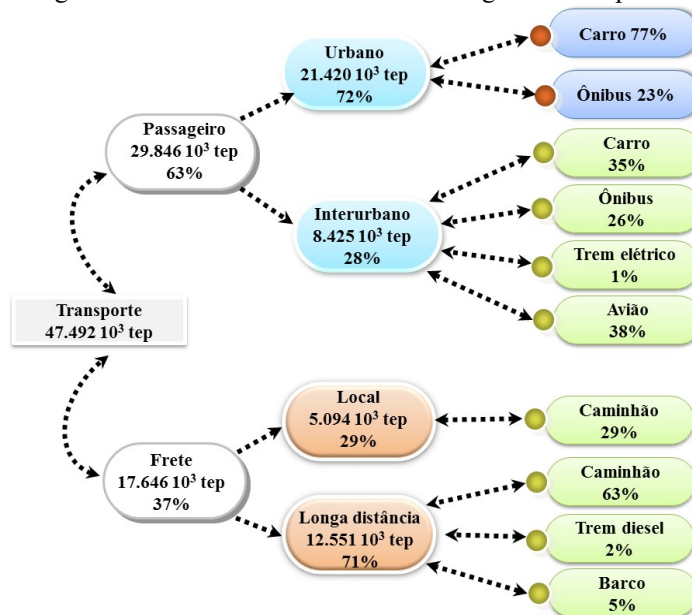 Urbano
21.420 10³ tep
72%
Carro 77%
Ônibus 23%
Passageiro
29.846 10³ tep
63%
Carro
35%
Ônibus
26%
Interurbano
8.425 10³ tep
28%
Trem elétrico
1%
Avião
38%
Transporte
47.492 10³ tep
Local
5.094 10³ tep
29%
Caminhão
29%
Frete
17.646 10³ tep
37%
Caminhão
63%
Longa distância
12.551 10³ tep
71%
Trem diesel
2%
Barco
5%